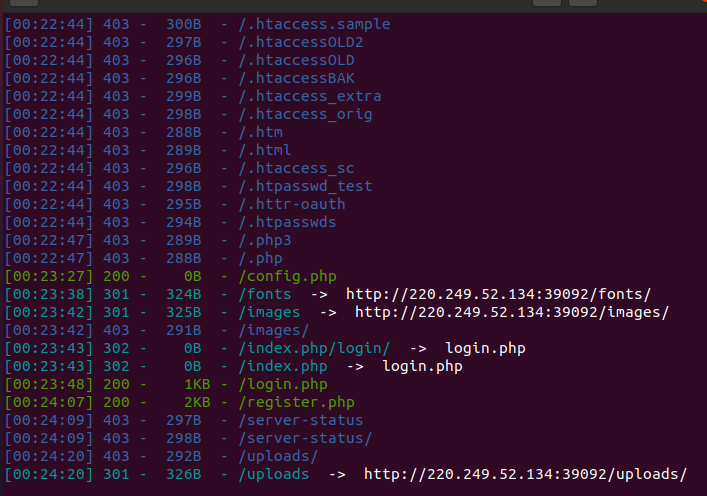 [00:22:44] 403 -  300B  - /.htaccess.sample
[00:22:44] 403 -  297B  - /.htaccessOLD2
[00:22:44] 403 -  296B  - /.htaccessOLD
[00:22:44] 403 -  296B  - /.htaccessBAK
[00:22:44] 403 -  299B  - /.htaccess_extra
[00:22:44] 403 -  298B  - /.htaccess_orig
[00:22:44] 403 -  288B  - /.htm
[00:22:44] 403 -  289B  - /.html
[00:22:44] 403 -  296B  - /.htaccess_sc
[00:22:44] 403 -  298B  - /.htpasswd_test
[00:22:44] 403 -  295B  - /.httr-oauth
[00:22:44] 403 -  294B  - /.htpasswds
[00:22:47] 403 -  289B  - /.php3
[00:22:47] 403 -  288B  - /.php
[00:23:27] 200 -    0B  - /config.php
[00:23:38] 301 -  324B  - /fonts  ->  http://220.249.52.134:39092/fonts/
[00:23:42] 301 -  325B  - /images  ->  http://220.249.52.134:39092/images/
[00:23:42] 403 -  291B  - /images/
[00:23:43] 302 -    0B  - /index.php/login/  ->  login.php
[00:23:43] 302 -    0B  - /index.php  ->  login.php
[00:23:48] 200 -    1KB - /login.php
[00:24:07] 200 -    2KB - /register.php
[00:24:09] 403 -  297B  - /server-status
[00:24:09] 403 -  298B  - /server-status/
[00:24:20] 403 -  292B  - /uploads/
[00:24:20] 301 -  326B  - /uploads  ->  http://220.249.52.134:39092/uploads/